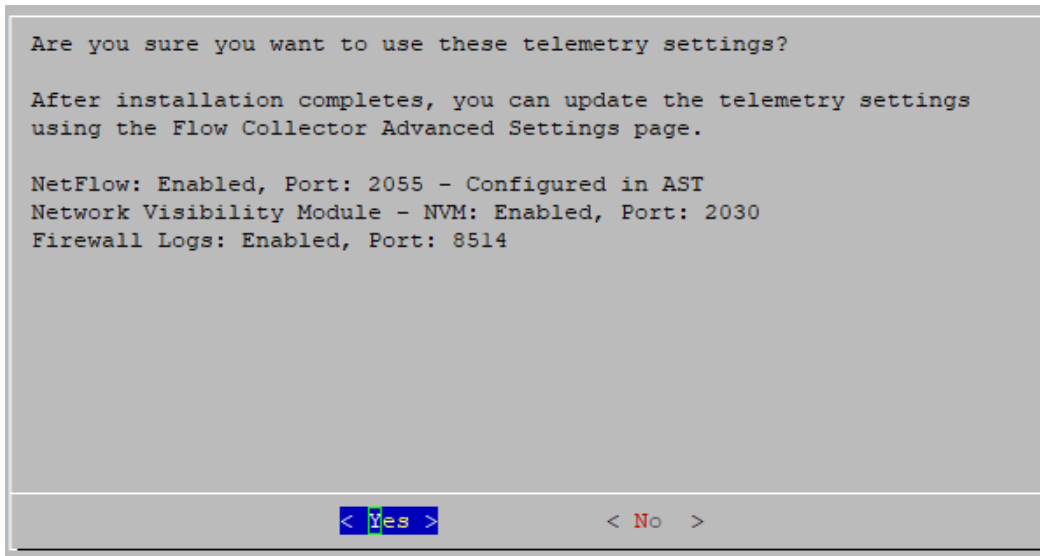 Are you sure you want to use these telemetry settings?
After installation completes, you can update the telemetry settings
using the Flow Collector Advanced Settings page.
NetFlow: Enabled, Port: 2055 - Configured in AST
Network Visibility Module - NVM: Enabled, Port: 2030
Firewall Logs: Enabled, Port: 8514
< Yes > < No >